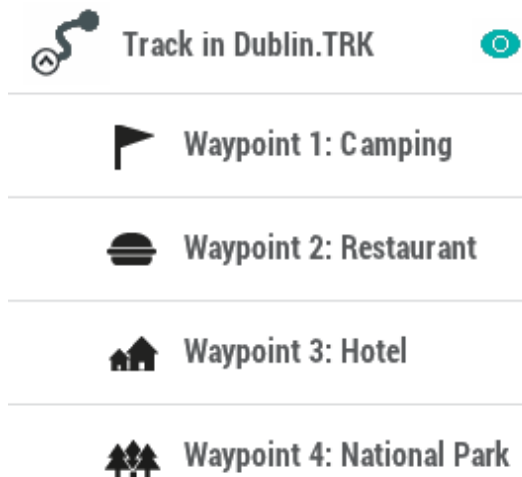 Track in Dublin.TRK
Waypoint 1: Camping
Waypoint 2: Restaurant
Waypoint 3: Hotel
Waypoint 4: National Park